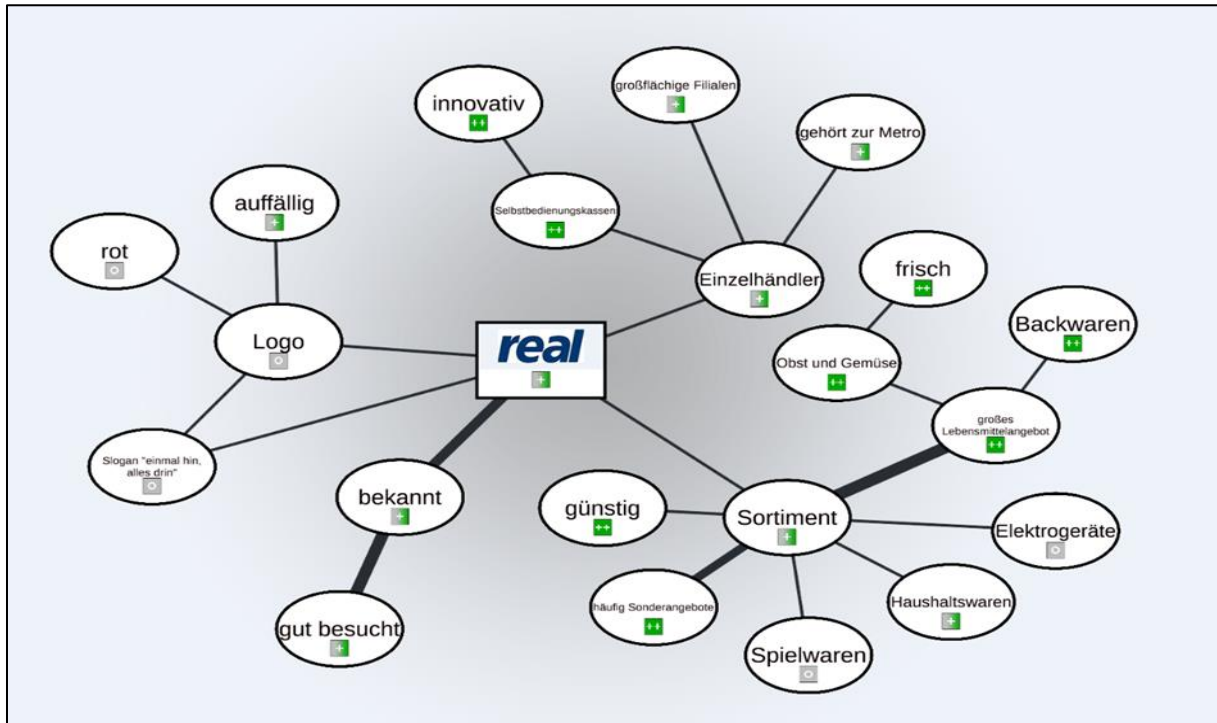 großflächige Filialen
+
innovativ
++
gehört zur Metro
+
auffällig
+
Selbstbedienungskassen
++
rot
o
frisch
++
Einzelhändler
+
Backwaren
++
Logo
o
real
+
Obst und Gemüse
++
großes
Lebensmittelangebot
++
Slogan "einmal hin,
alles drin"
o
bekannt
+
günstig
++
Sortiment
+
Elektrogeräte
o
häufig Sonderangebote
++
Haushaltswaren
+
gut besucht
+
Spielwaren
o